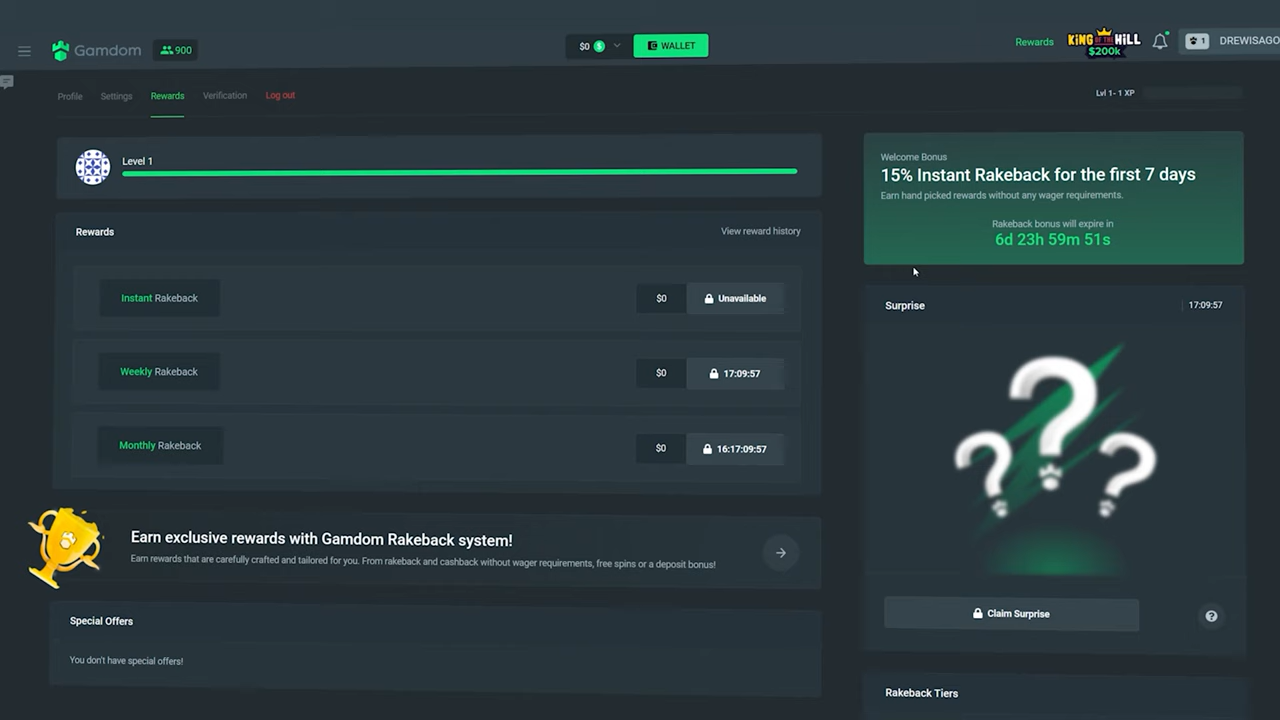 Gamdom
900
$0
WALLET
Rewards
KING OF THE HILL
$200k
1
DREWISAGO
Profile
Settings
Rewards
Verification
Log out
Lvl 1- 1 XP
Level 1
Rewards
View reward history
Instant Rakeback
$0
Unavailable
Weekly Rakeback
$0
17:09:57
Monthly Rakeback
$0
16:17:09:57
Earn exclusive rewards with Gamdom Rakeback system!
Earn rewards that are carefully crafted and tailored for you. From rakeback and cashback without wager requirements, free spins or a deposit bonus!
Special Offers
You don't have special offers!
Welcome Bonus
15% Instant Rakeback for the first 7 days
Earn hand picked rewards without any wager requirements.
Rakeback bonus will expire in
6d 23h 59m 51s
Surprise
17:09:57
???
Claim Surprise
?
Rakeback Tiers